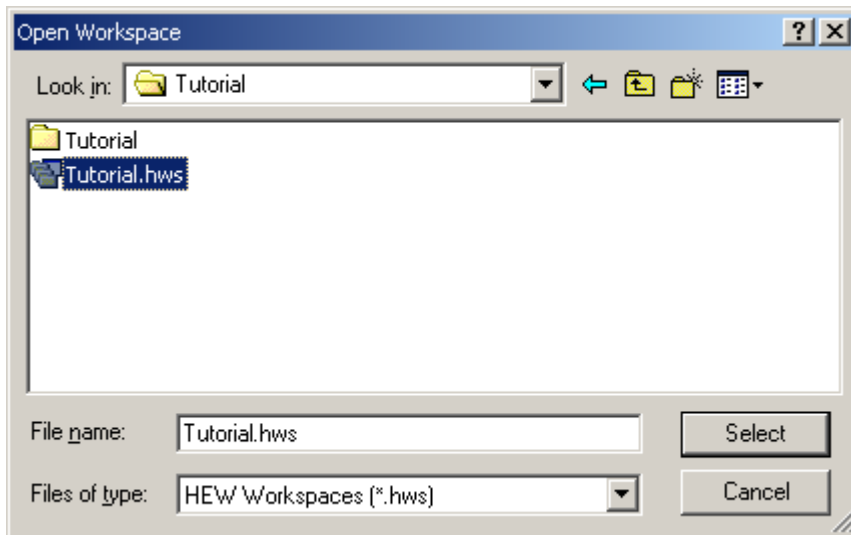 Open Workspace
Look in: Tutorial
Tutorial
Tutorial.hws
File name: Tutorial.hws Select
Files of type: HEW Workspaces (*.hws) Cancel